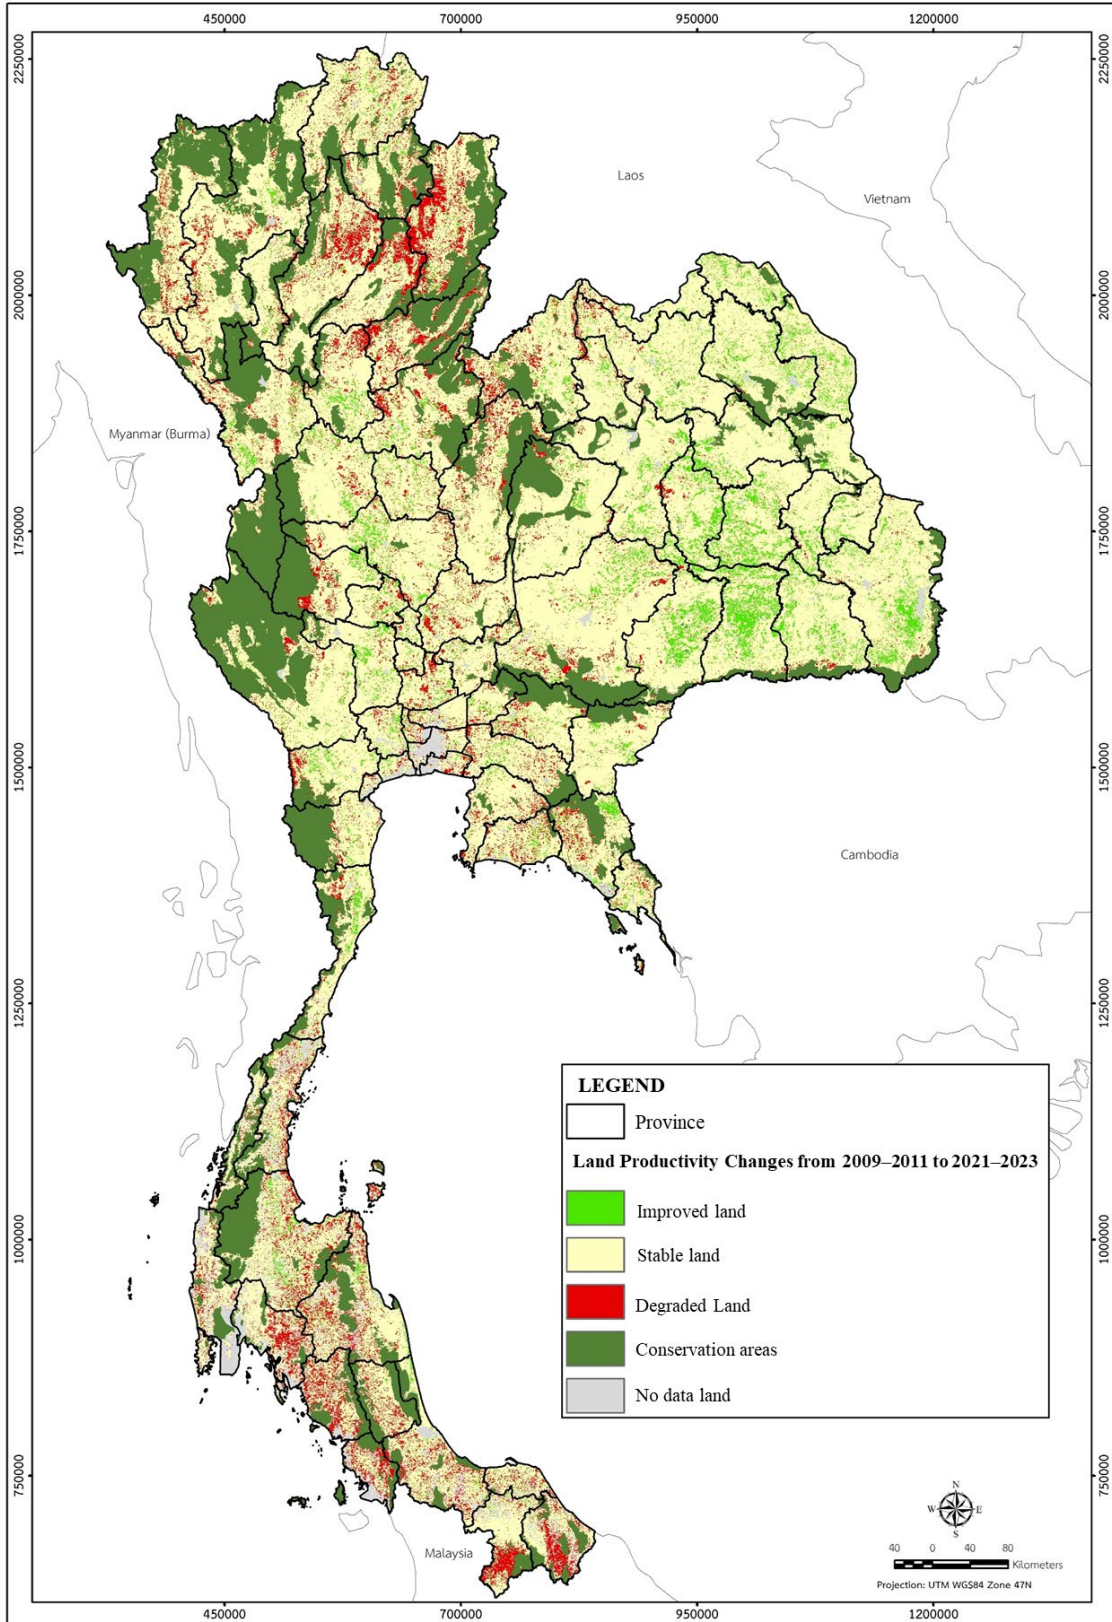 450000 700000 950000 1200000
2250000 2250000
Laos
Vietnam
2000000 2000000
Myanmar (Burma)
1750000 1750000
1500000 1500000
Cambodia
1250000 1250000
LEGEND
Province
Land Productivity Changes from 2009–2011 to 2021–2023
Improved land
Stable land
Degraded Land
Conservation areas
No data land
1000000 1000000
750000 750000
N
W E
S
Malaysia
40 0 40 80
Kilometers
Projection: UTM WGS84 Zone 47N
450000 700000 950000 1200000